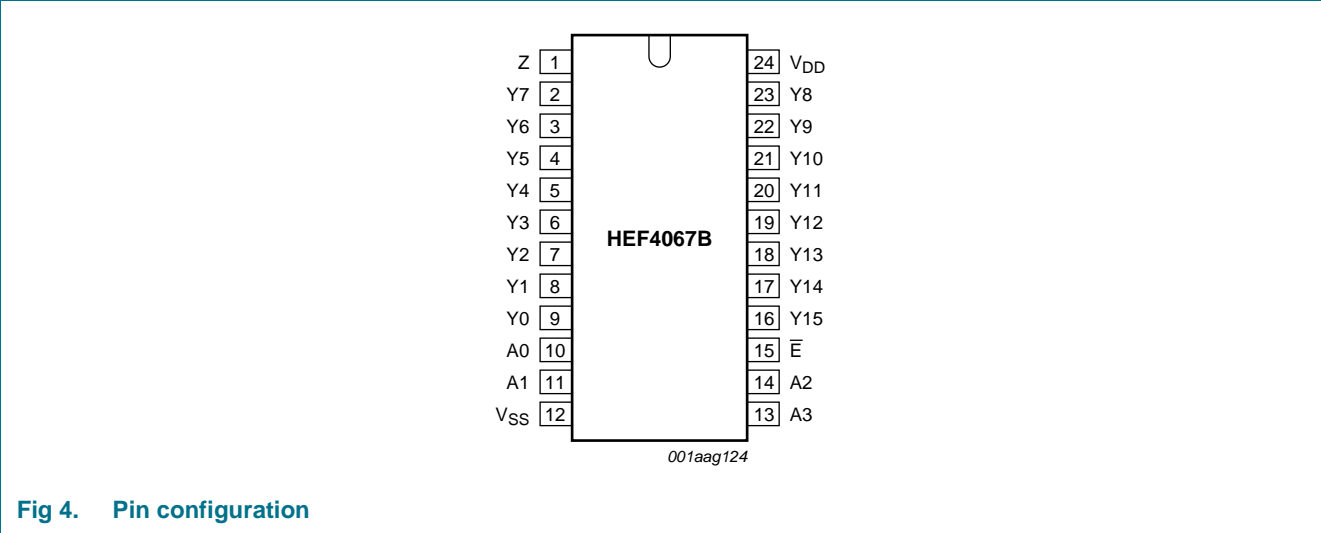 Z 1
Y7 2
Y6 3
Y5 4
Y4 5
Y3 6
Y2 7
Y1 8
Y0 9
A0 10
A1 11
VSS 12
HEF4067B
24 VDD
23 Y8
22 Y9
21 Y10
20 Y11
19 Y12
18 Y13
17 Y14
16 Y15
15 E̅
14 A2
13 A3
001aag124
Fig 4. Pin configuration